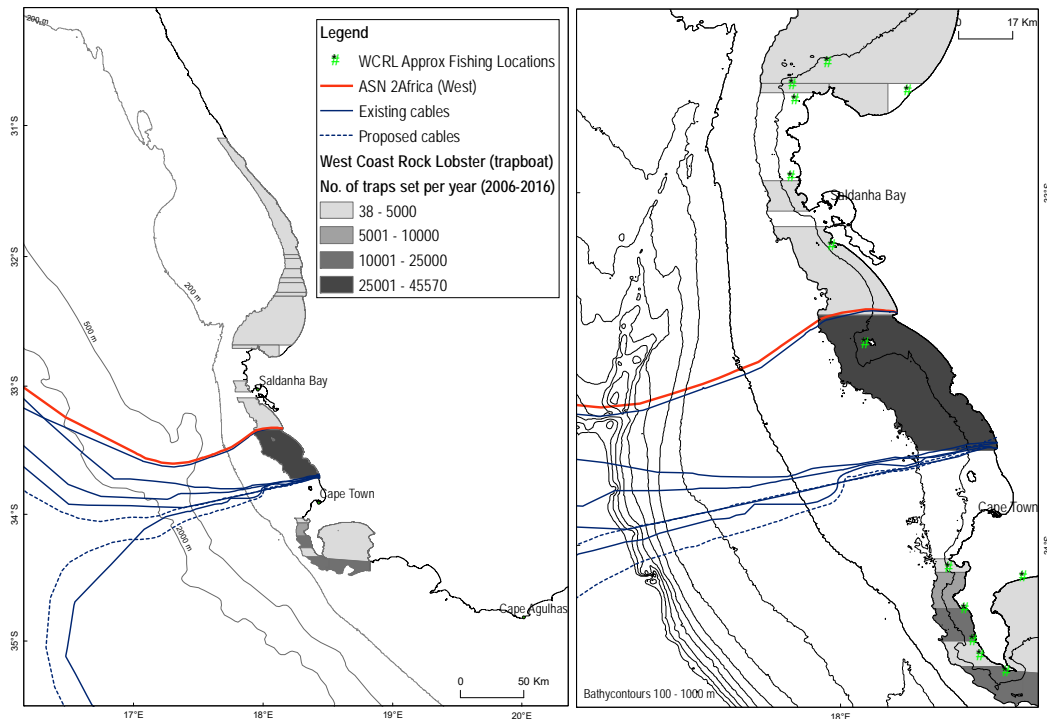 200 m
Legend
# WCRL Approx Fishing Locations
ASN 2Africa (West)
Existing cables
Proposed cables
West Coast Rock Lobster (trapboat)
No. of traps set per year (2006-2016)
38 - 5000
5001 - 10000
10001 - 25000
25001 - 45570
31°S
32°S
33°S
34°S
35°S
200 m
500 m
2000 m
Saldanha Bay
Cape Town
Cape Agulhas
0 50 Km
17°E
18°E
19°E
20°E
0 17 Km
Saldanha Bay
Cape Town
Bathycontours 100 - 1000 m
18°E